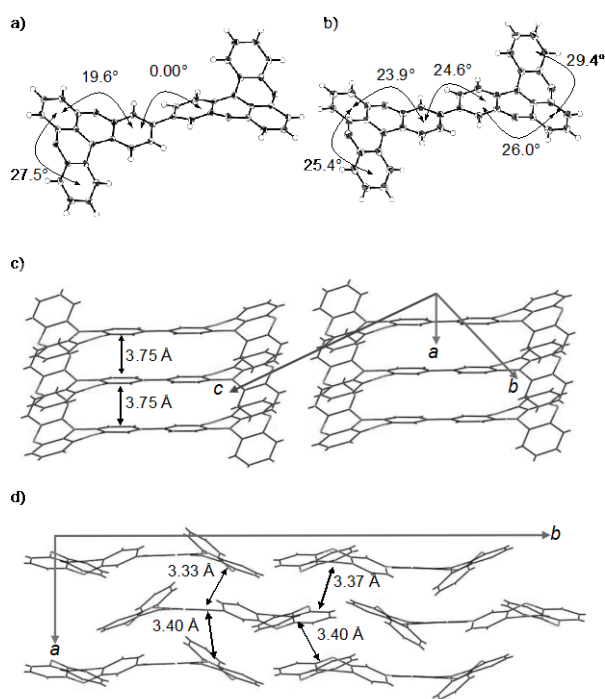 a)
19.6°
0.00°
27.5°
b)
23.9°
24.6°
29.4°
25.4°
26.0°
c)
3.75 Å
3.75 Å
c
a
b
d)
b
3.33 Å
3.37 Å
3.40 Å
3.40 Å
a